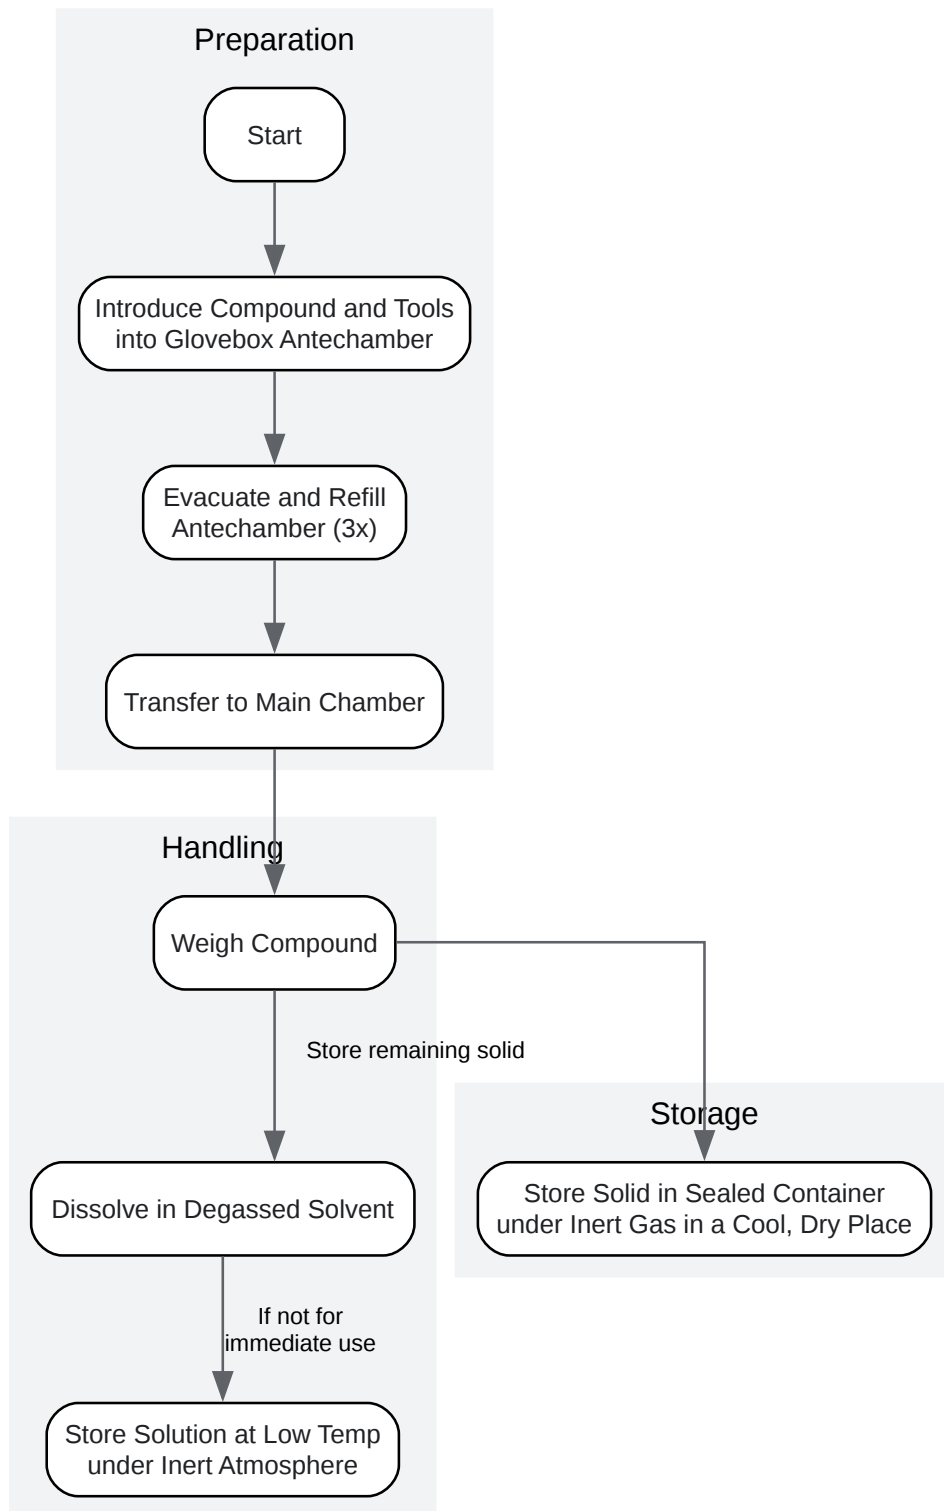 Preparation
Start
Introduce Compound and Tools
into Glovebox Antechamber
Evacuate and Refill
Antechamber (3x)
Transfer to Main Chamber
Handling
Weigh Compound
Store remaining solid
Storage
Dissolve in Degassed Solvent
Store Solid in Sealed Container
under Inert Gas in a Cool, Dry Place
If not for
immediate use
Store Solution at Low Temp
under Inert Atmosphere